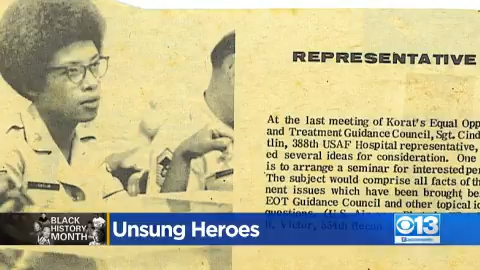 REPRESENTATIVE
At the last meeting of Korat's Equal Opp
and Treatment Guidance Council, Sgt. Cind
tlin, 388th USAF Hospital representative,
ed several ideas for consideration. One
is to arrange a seminar for interested per
The subject would comprise all facts of th
nent issues which have been brought be
EOT Guidance Council and other topical id
BLACK
HISTORY
MONTH
Unsung Heroes
CBS 13